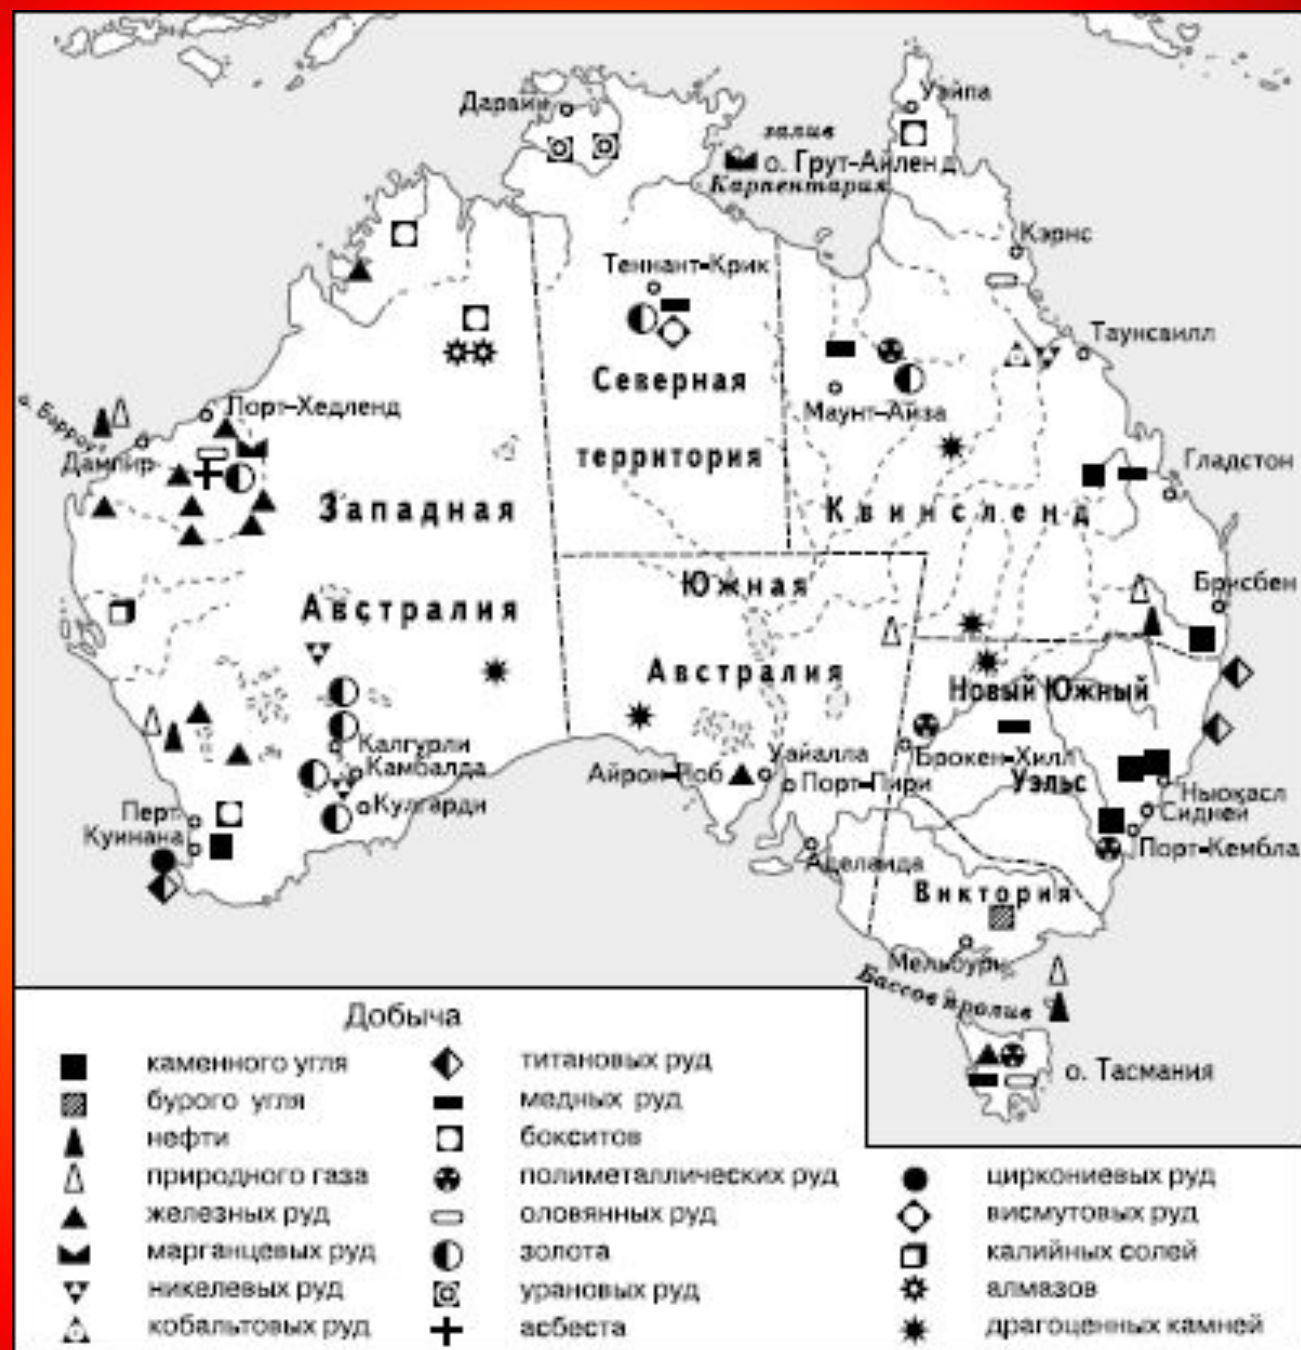 Дарвин
Уэйпа
залив
о. Грут-Айленд
Карпентария
Кэрнс
Теннант-Крик
Таунсвилл
Северная
Маунт-Айза
о. Барроу
Порт-Хедленд
Дампир
территория
Гладстон
Западная
Квинсленд
Южная
Брисбен
Австралия
Австралия
Новый Южный
Калгурли
Уайалла
Брокен-Хилл
Камбалда
Айрон-Ноб
Порт-Пири
Уэльс
Ньюкасл
Кулгарди
Сидней
Перт
Куинана
Порт-Кембла
Аделаида
Виктория
Мельбурн
Бассов пролив
о. Тасмания
Добыча
каменного угля
бурого угля
нефти
природного газа
железных руд
марганцевых руд
никелевых руд
кобальтовых руд
титановых руд
медных руд
бокситов
полиметаллических руд
оловянных руд
золота
урановых руд
асбеста
циркониевых руд
висмутовых руд
калийных солей
алмазов
драгоценных камней